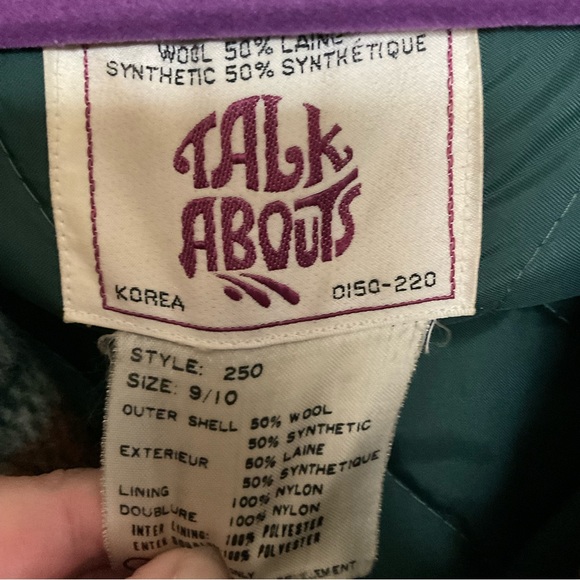 WOOL 50% LAINE
SYNTHETIC 50% SYNTHÉTIQUE
TALK
ABOUTS
KOREA 0150-220
STYLE: 250
SIZE: 9/10
OUTER SHELL 50% WOOL
50% SYNTHETIC
EXTERIEUR 50% LAINE
50% SYNTHETIQUE
LINING 100% NYLON
DOUBLURE 100% NYLON
INTER LINING: 100% POLYESTER
100% POLYESTER